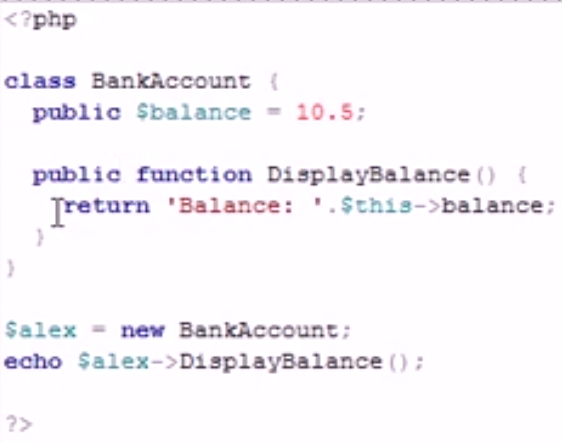 <?php
class BankAccount {
public $balance = 10.5;
public function DisplayBalance() {
return 'Balance: '.$this->balance;
}
}
$alex = new BankAccount;
echo $alex->DisplayBalance();
?>